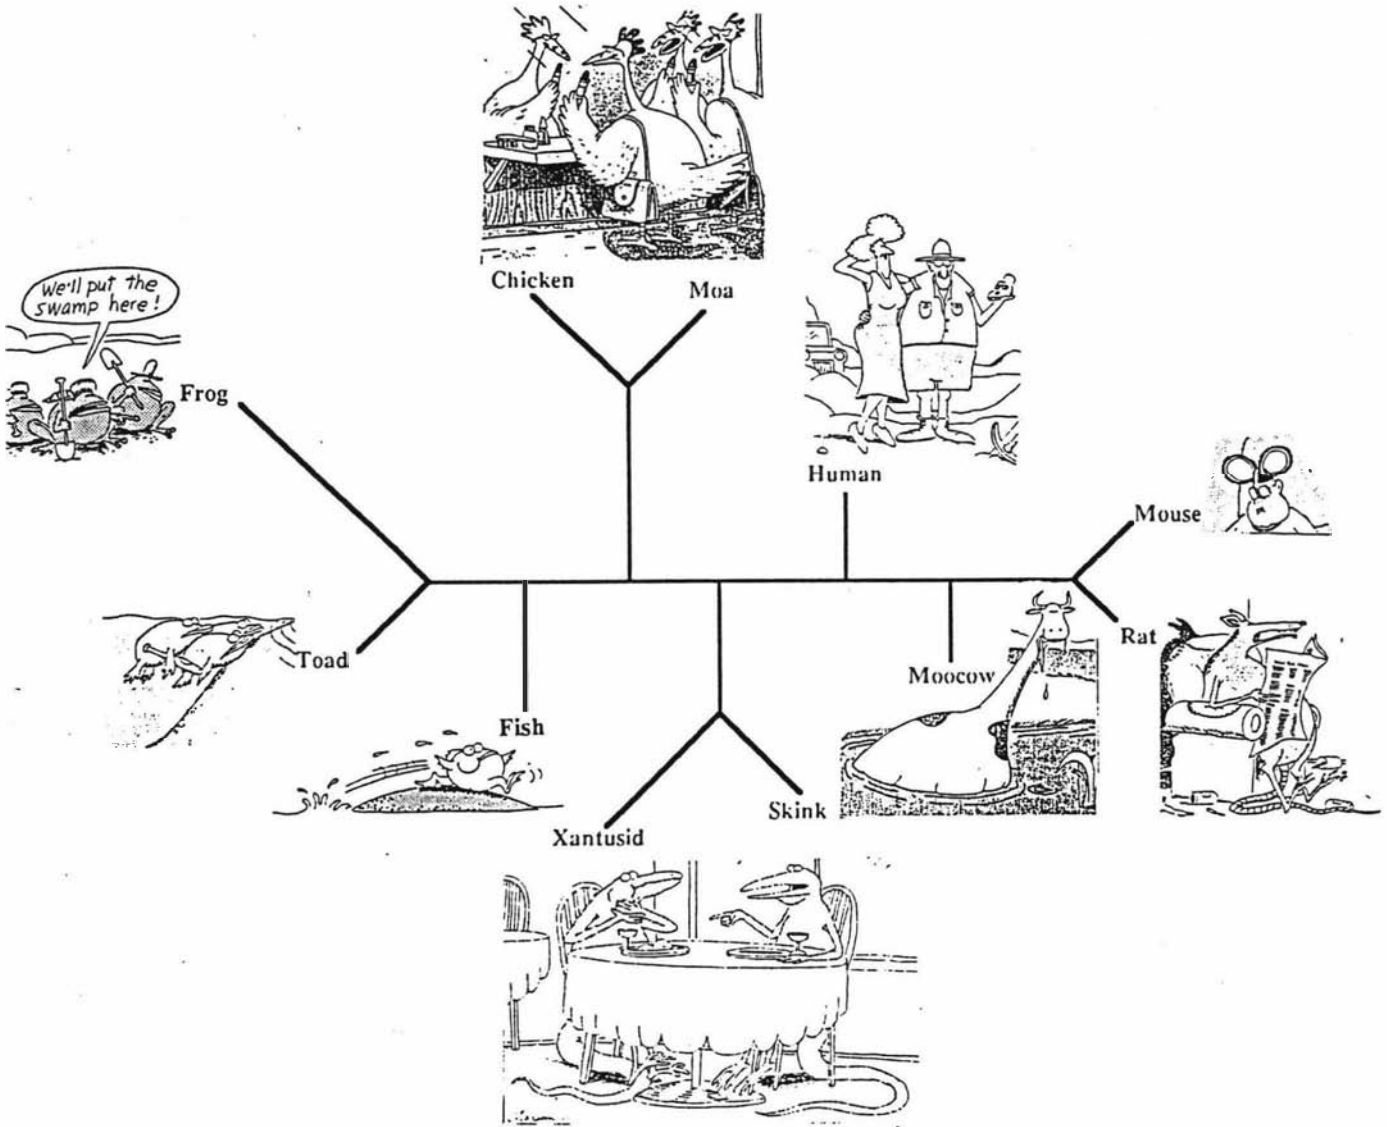 Chicken
Moa
We'll put the
swamp here!
Frog
Human
Mouse
Rat
Toad
Moocow
Fish
Skink
Xantusid